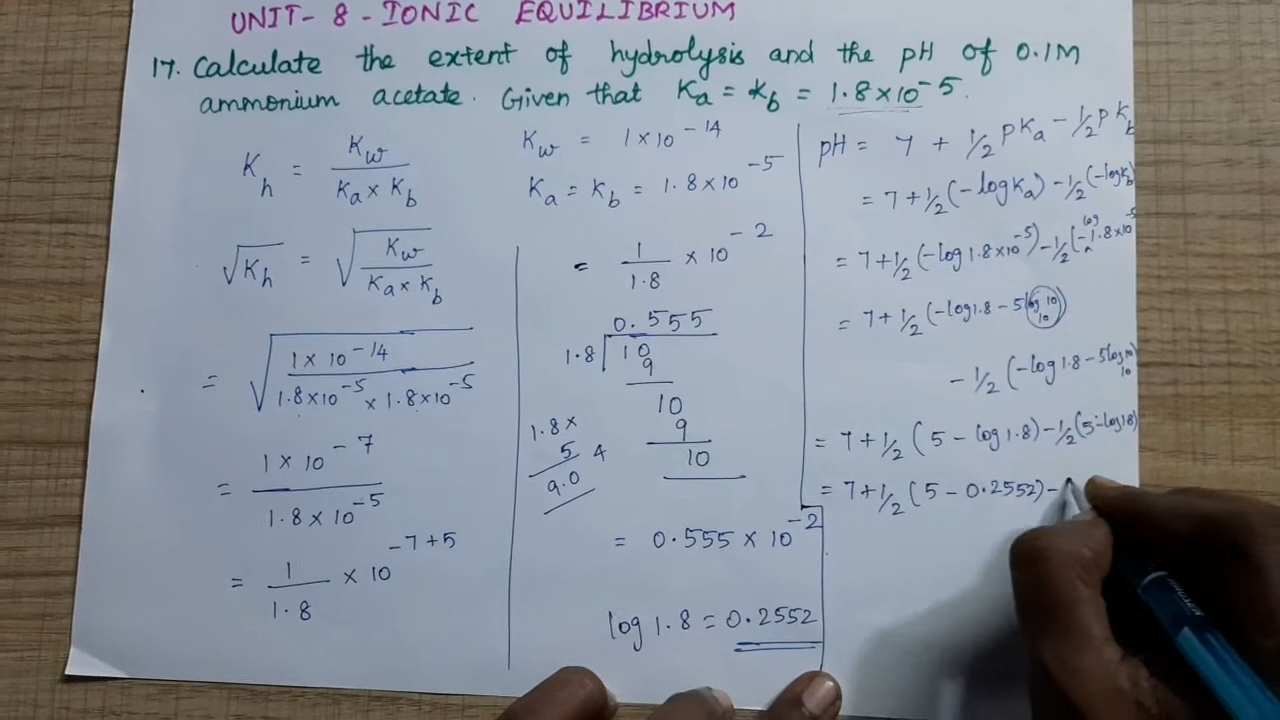 UNIT - 8 - IONIC EQUILIBRIUM
17. Calculate the extent of hydrolysis and the pH of 0.1M
ammonium acetate. Given that Ka = Kb = 1.8×10-5.
Kh = Kw / Ka × Kb
√Kh = √(Kw / Ka × Kb)
= √(1 × 10^-14 / 1.8×10^-5 × 1.8×10^-5)
= 1 × 10^-7 / 1.8 × 10^-5
= 1/1.8 × 10^-7+5
Kw = 1×10^-14
Ka = Kb = 1.8×10^-5
= 1/1.8 × 10^-2
0.555
1.8 10
9
10
9
10
1.8 ×
5 4
9.0
= 0.555 × 10^-2
log 1.8 = 0.2552
pH = 7 + 1/2 pKa - 1/2 pKb
= 7 + 1/2 (-log Ka) - 1/2 (-log Kb)
= 7 + 1/2 (-log 1.8×10^-5) - 1/2 (-log 1.8×10^-5
= 7 + 1/2 (-log 1.8 - 5 log 10 10)
- 1/2 (-log 1.8 - 5 log 10 10
= 7 + 1/2 (5 - log 1.8) - 1/2 (5 - log 1.8)
= 7 + 1/2 (5 - 0.2552) -